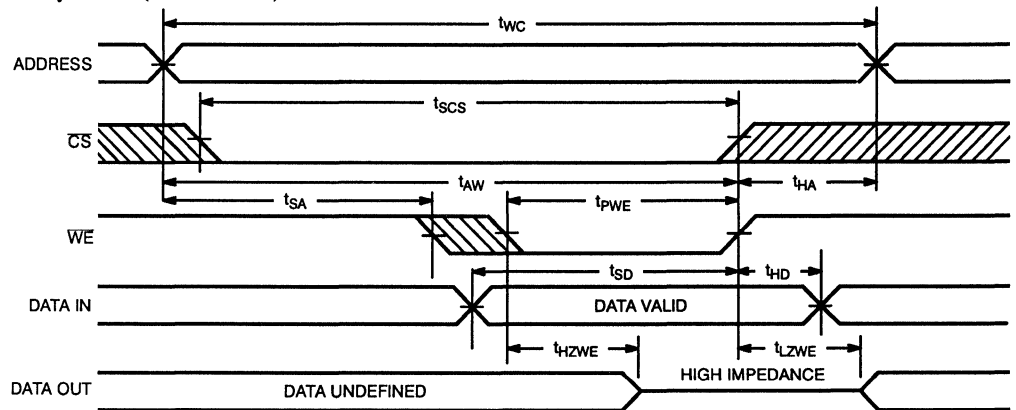 tWC
ADDRESS
tSCS
CS
tAW
tHA
tSA
tPWE
WE
tSD
tHD
DATA IN
DATA VALID
tHZWE
tLZWE
HIGH IMPEDANCE
DATA OUT
DATA UNDEFINED